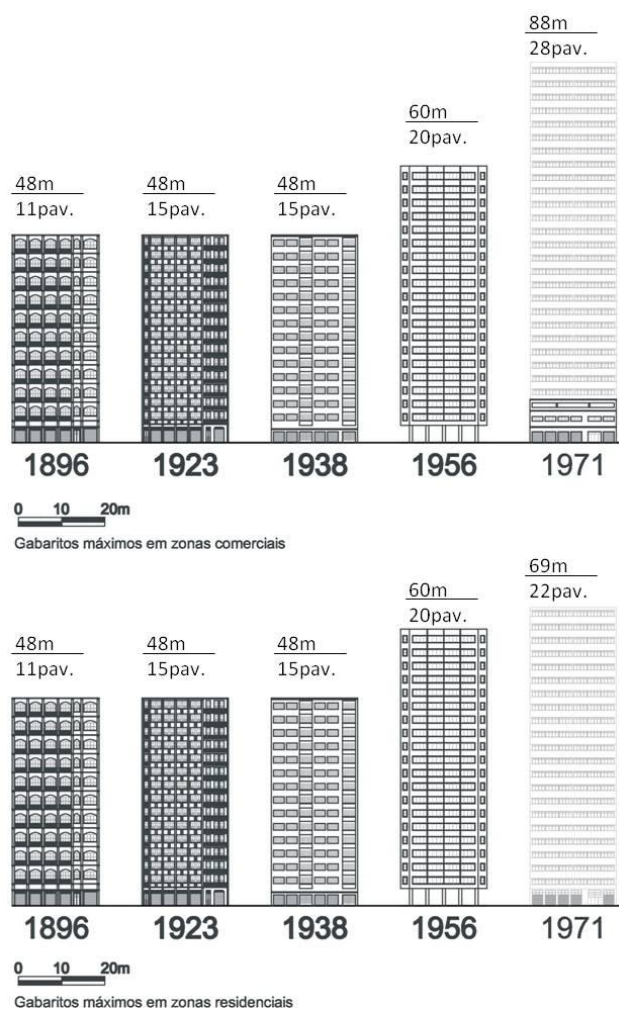 88m
28pav.
60m
20pav.
48m
11pav.
48m
15pav.
48m
15pav.
1896
1923
1938
1956
1971
0 10 20m
Gabaritos máximos em zonas comerciais
69m
22pav.
60m
20pav.
48m
11pav.
48m
15pav.
48m
15pav.
1896
1923
1938
1956
1971
0 10 20m
Gabaritos máximos em zonas residenciais